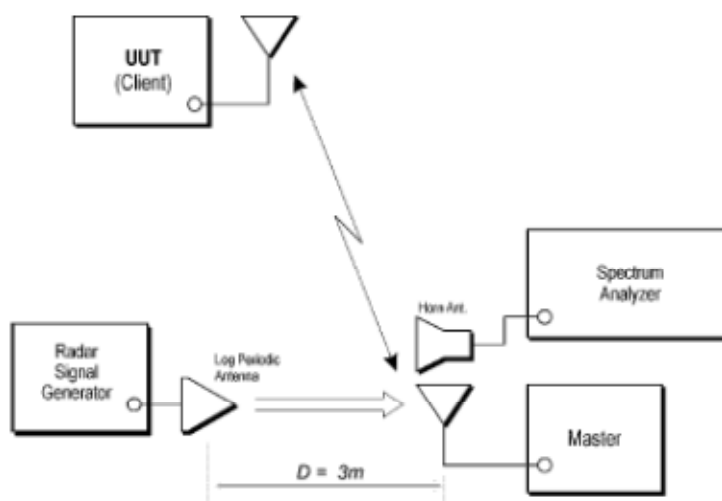 UUT
(Client)
Horn Ant.
Spectrum
Analyzer
Radar
Signal
Generator
Log Periodic
Antenna
Master
D = 3m